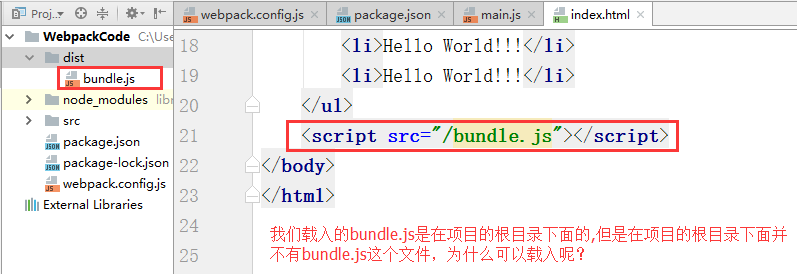 Proj... webpack.config.js package.json main.js index.html
WebpackCode C:\Use
dist
bundle.js
node_modules libr
src
package.json
package-lock.json
webpack.config.js
External Libraries
18 <li>Hello World!!!</li>
19 <li>Hello World!!!</li>
20 </ul>
21 <script src="/bundle.js"></script>
22 </body>
23 </html>
24
25
我们载入的bundle.js是在项目的根目录下面的,但是在项目的根目录下面并
不有bundle.js这个文件，为什么可以载入呢？